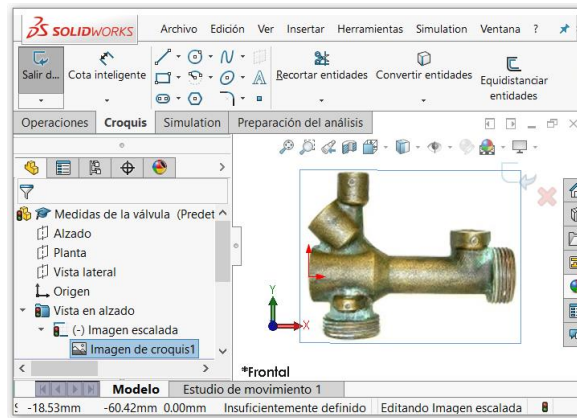 3S SOLIDWORKS Archivo Edición Ver Insertar Herramientas Simulation Ventana ?
Salir d... Cota inteligente Recortar entidades Convertir entidades Equidistanciar entidades
Operaciones Croquis Simulation Preparación del análisis
Medidas de la válvula (Predet
Alzado
Planta
Vista lateral
Origen
Vista en alzado
(-) Imagen escalada
Imagen de croquis1
Y
X
*Frontal
Modelo Estudio de movimiento 1
-18.53mm -60.42mm 0.00mm Insuficientemente definido Editando Imagen escalada